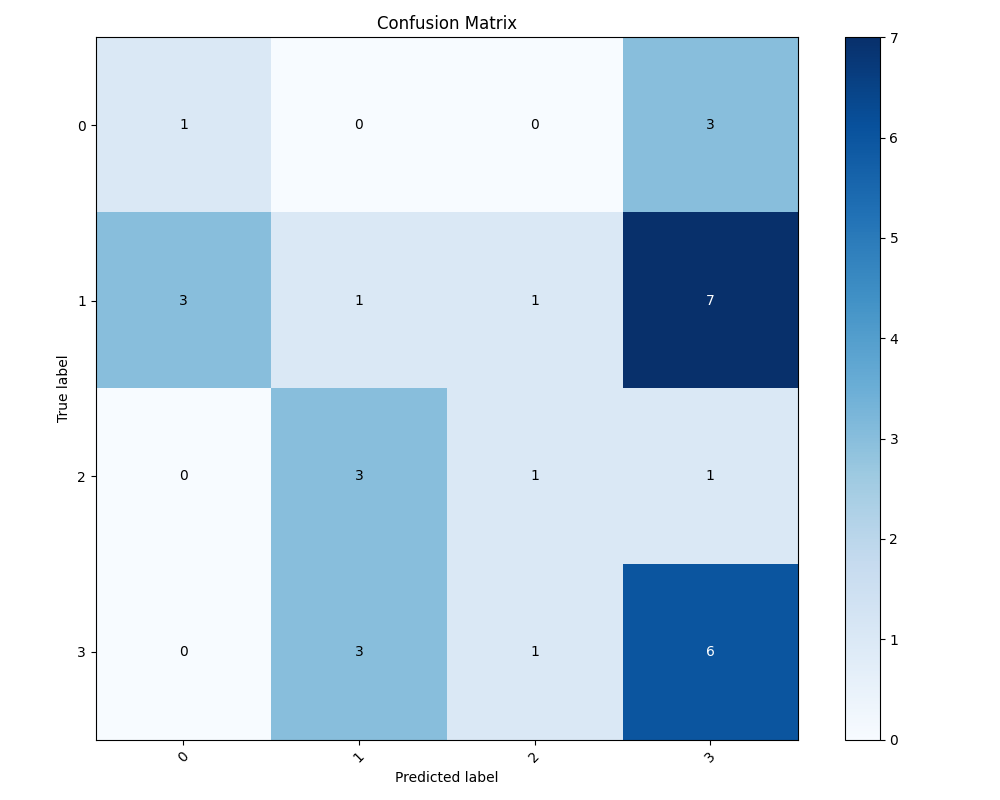 Confusion Matrix
0 1 0 0 3
1 3 1 1 7
2 0 3 1 1
3 0 3 1 6
0 1 2 3
True label
Predicted label
7
6
5
4
3
2
1
0